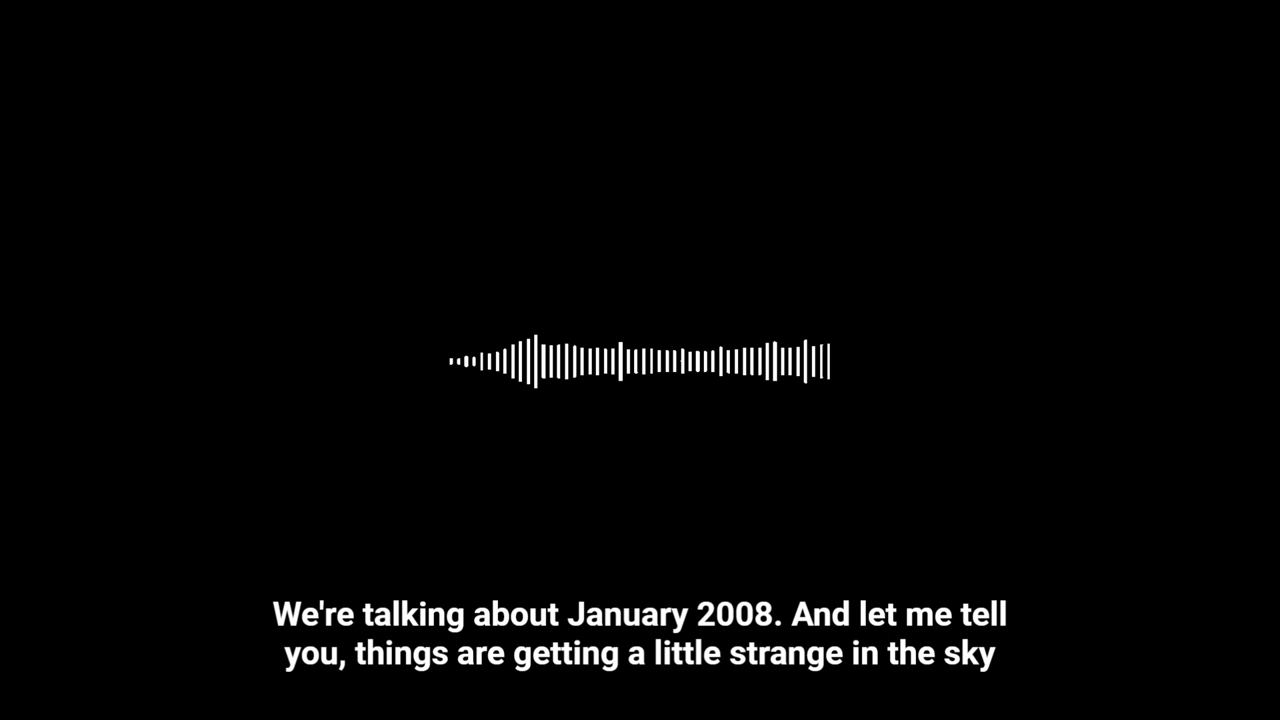 We're talking about January 2008. And let me tell
you, things are getting a little strange in the sky